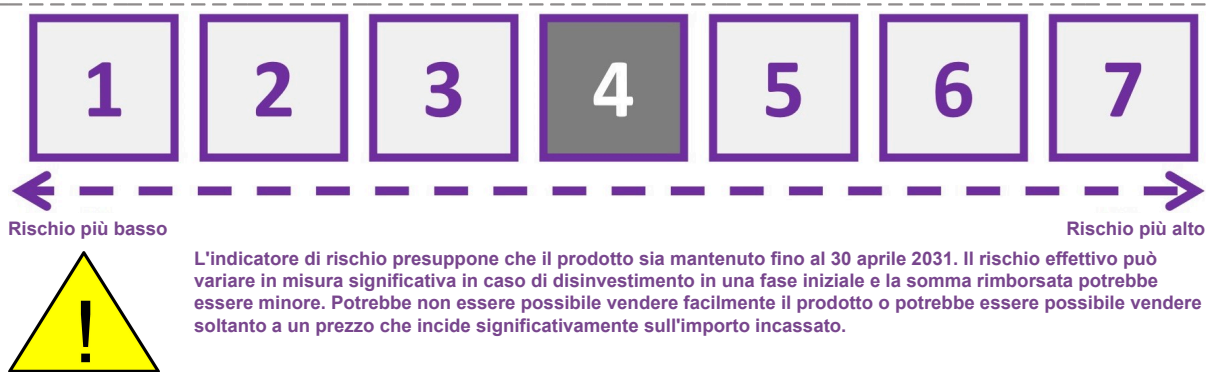 1 2 3 4 5 6 7
Rischio più basso Rischio più alto
!
L'indicatore di rischio presuppone che il prodotto sia mantenuto fino al 30 aprile 2031. Il rischio effettivo può
variare in misura significativa in caso di disinvestimento in una fase iniziale e la somma rimborsata potrebbe
essere minore. Potrebbe non essere possibile vendere facilmente il prodotto o potrebbe essere possibile vendere
soltanto a un prezzo che incide significativamente sull'importo incassato.